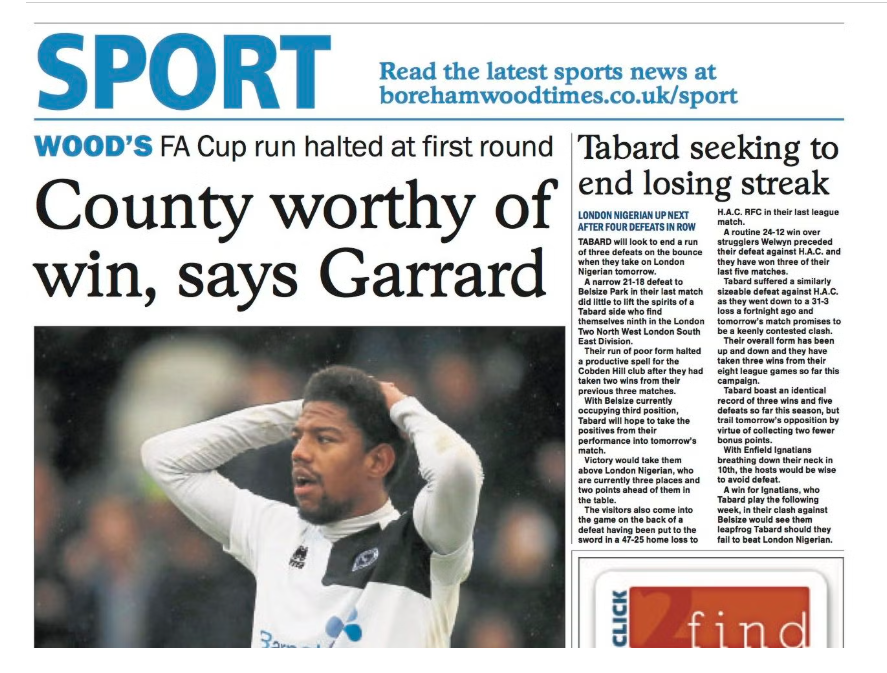 SPORT
Read the latest sports news at
borehamwoodtimes.co.uk/sport
WOOD'S FA Cup run halted at first round
County worthy of
win, says Garrard
Tabard seeking to
end losing streak
LONDON NIGERIAN UP NEXT
AFTER FOUR DEFEATS IN ROW
TABARD will look to end a run
of three defeats on the bounce
when they take on London
Nigerian tomorrow.
A narrow 21-18 defeat to
Belsize Park in their last match
did little to lift the spirits of a
Tabard side who find
themselves ninth in the London
Two North West London South
East Division.
Their run of poor form halted
a productive spell for the
Cobden Hill club after they had
taken two wins from their
previous three matches.
With Belsize currently
occupying third position,
Tabard will hope to take the
positives from their
performance into tomorrow's
match.
Victory would take them
above London Nigerian, who
are currently three places and
two points ahead of them in
the table.
The visitors also come into
the game on the back of a
defeat having been put to the
sword in a 47-25 home loss to
H.A.C. RFC in their last league
match.
A routine 24-12 win over
strugglers Welwyn preceded
their defeat against H.A.C. and
they have won three of their
last five matches.
Tabard suffered a similarly
sizeable defeat against H.A.C.
as they went down to a 31-3
loss a fortnight ago and
tomorrow's match promises to
be a keenly contested clash.
Their overall form has been
up and down and they have
taken three wins from their
eight league games so far this
campaign.
Tabard boast an identical
record of three wins and five
defeats so far this season, but
trail tomorrow's opposition by
virtue of collecting two fewer
bonus points.
With Enfield Ignatians
breathing down their neck in
10th, the hosts would be wise
to avoid defeat.
A win for Ignatians, who
Tabard play the following
week, in their clash against
Belsize would see them
leapfrog Tabard should they
fail to beat London Nigerian.
CLICK
2find